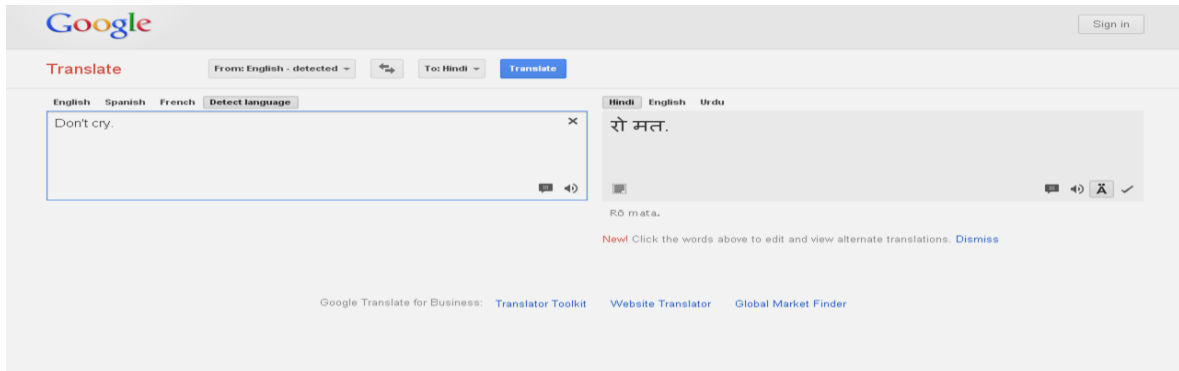 Google
Sign in
Translate From: English - detected To: Hindi Translate
English Spanish French Detect language
Hindi English Urdu
Don't cry.
रो मत.
Ä
Rō mata.
New! Click the words above to edit and view alternate translations. Dismiss
Google Translate for Business: Translator Toolkit Website Translator Global Market Finder